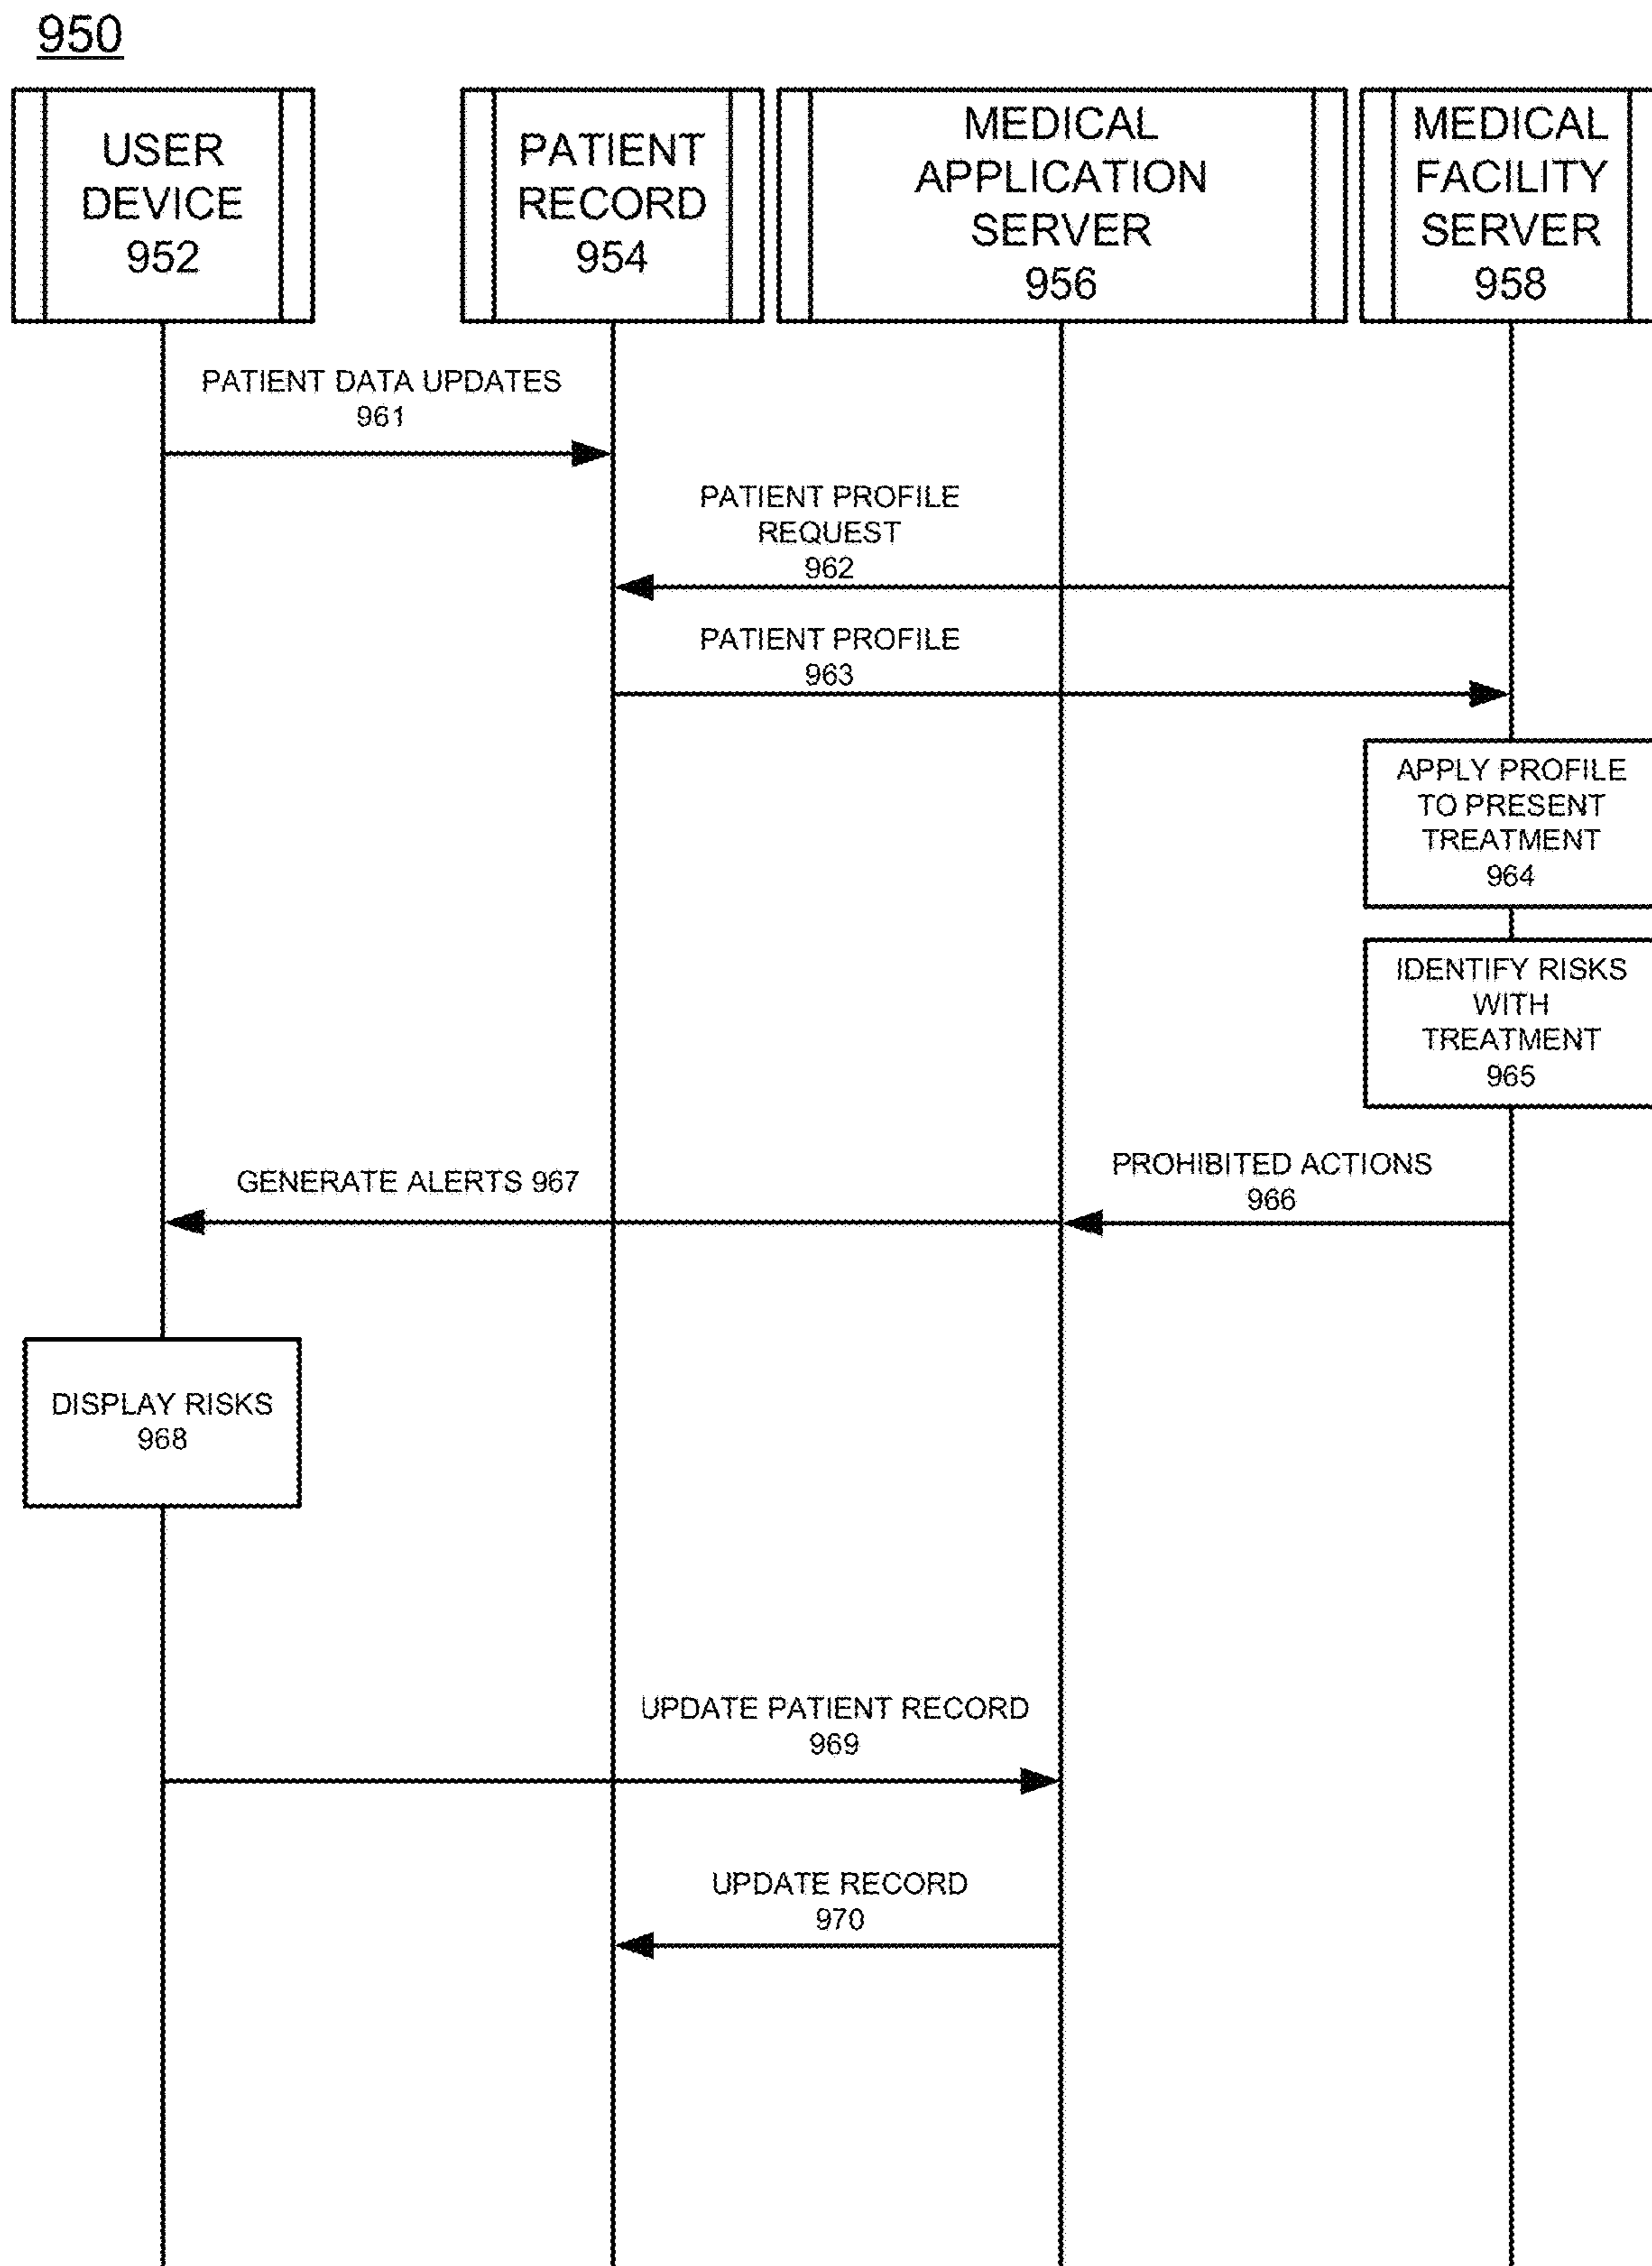 950
USER
DEVICE
952
PATIENT
RECORD
954
MEDICAL
APPLICATION
SERVER
956
MEDICAL
FACILITY
SERVER
958
PATIENT DATA UPDATES
961
PATIENT PROFILE
REQUEST
962
PATIENT PROFILE
963
APPLY PROFILE
TO PRESENT
TREATMENT
964
IDENTIFY RISKS
WITH
TREATMENT
965
PROHIBITED ACTIONS
966
GENERATE ALERTS 967
DISPLAY RISKS
968
UPDATE PATIENT RECORD
969
UPDATE RECORD
970